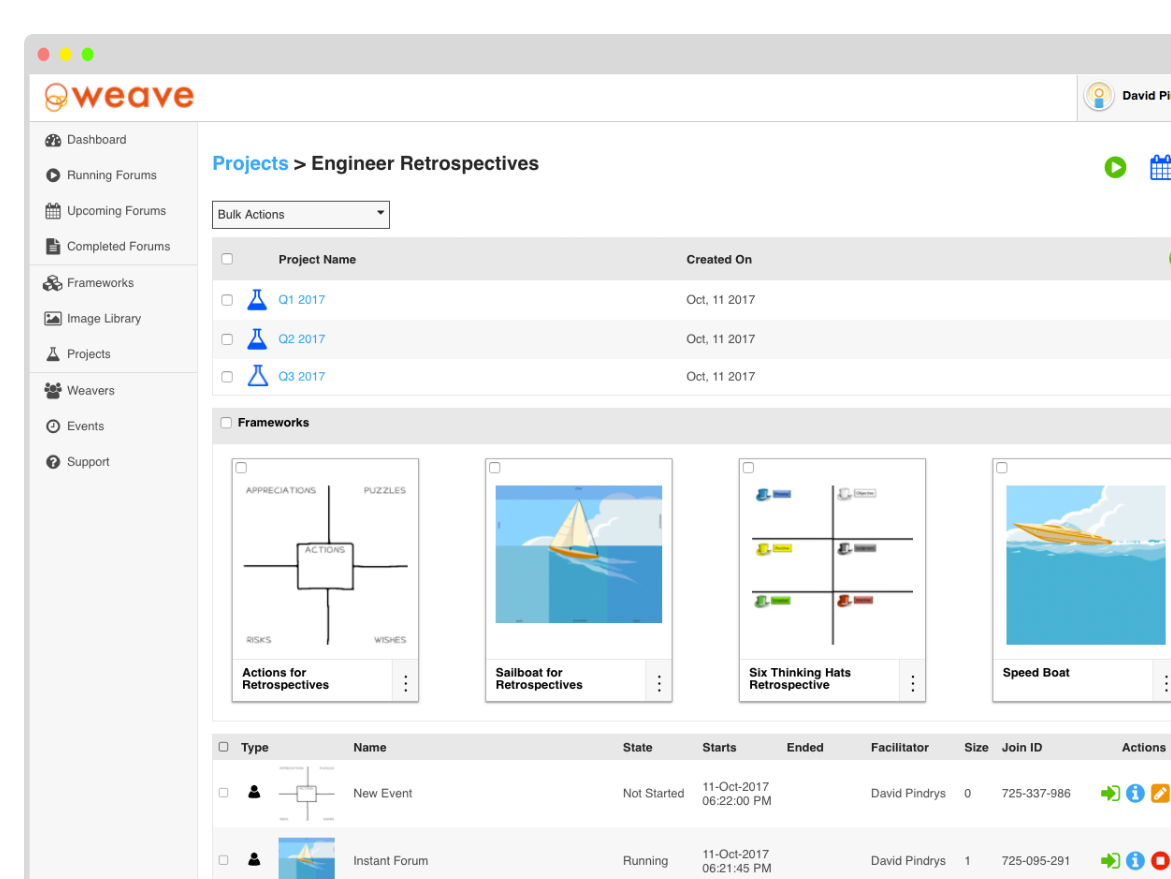 weave
David Pi
Dashboard
Running Forums
Upcoming Forums
Completed Forums
Frameworks
Image Library
Projects
Weavers
Events
Support
Projects > Engineer Retrospectives
Bulk Actions
Project Name Created On
Q1 2017 Oct, 11 2017
Q2 2017 Oct, 11 2017
Q3 2017 Oct, 11 2017
Frameworks
APPRECIATIONS PUZZLES
ACTIONS
RISKS WISHES
Actions for
Retrospectives
Sailboat for
Retrospectives
Six Thinking Hats
Retrospective
Speed Boat
Type Name State Starts Ended Facilitator Size Join ID Actions
New Event Not Started 11-Oct-2017
06:22:00 PM David Pindrys 0 725-337-986
Instant Forum Running 11-Oct-2017
06:21:45 PM David Pindrys 1 725-095-291